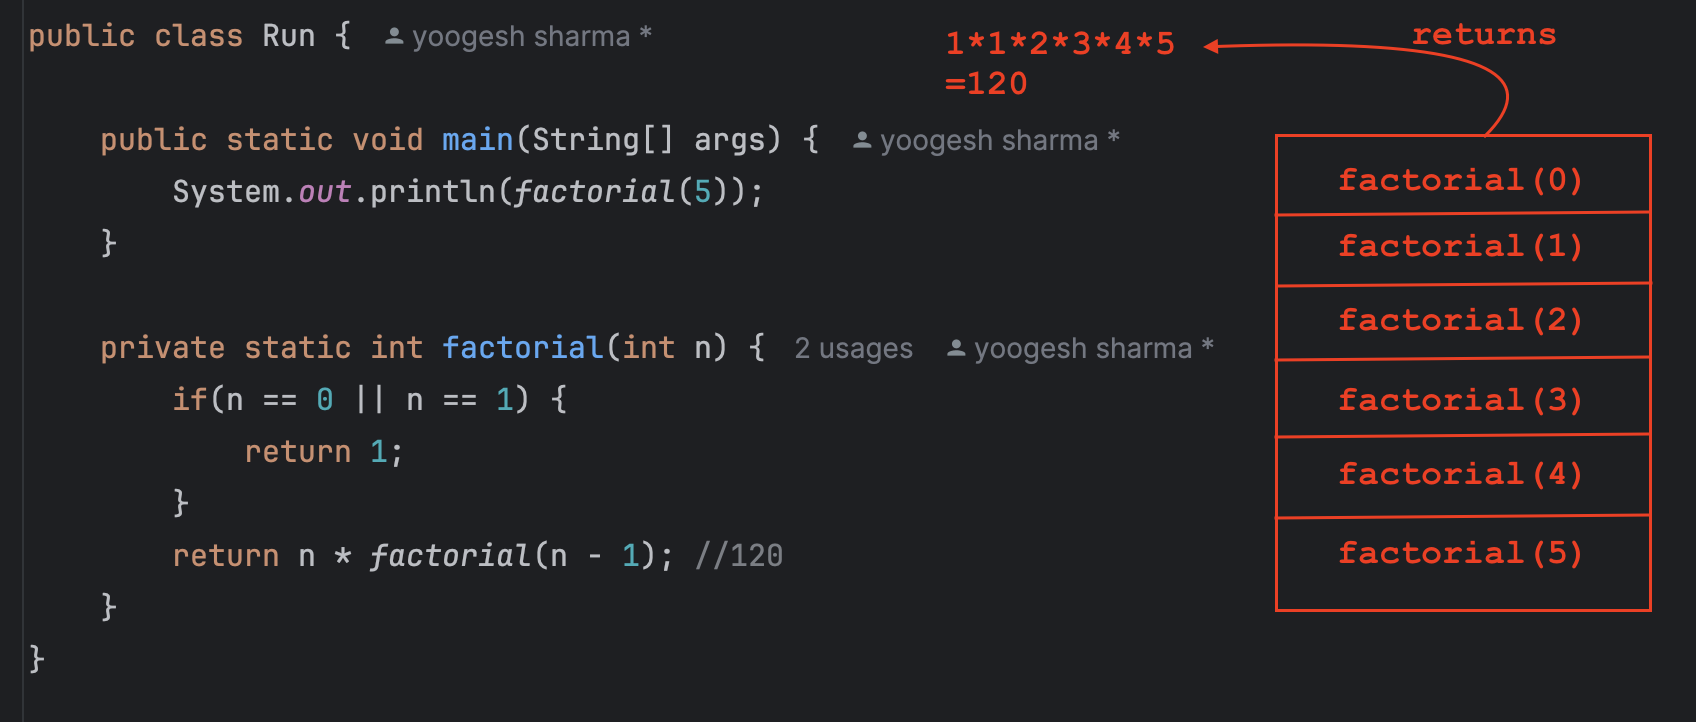 public class Run { yoogesh sharma *
1*1*2*3*4*5
=120
returns
public static void main(String[] args) { yoogesh sharma *
System.out.println(factorial(5));
}
private static int factorial(int n) { 2 usages yoogesh sharma *
if(n == 0 || n == 1) {
return 1;
}
return n * factorial(n - 1); //120
}
}
factorial(0)
factorial(1)
factorial(2)
factorial(3)
factorial(4)
factorial(5)